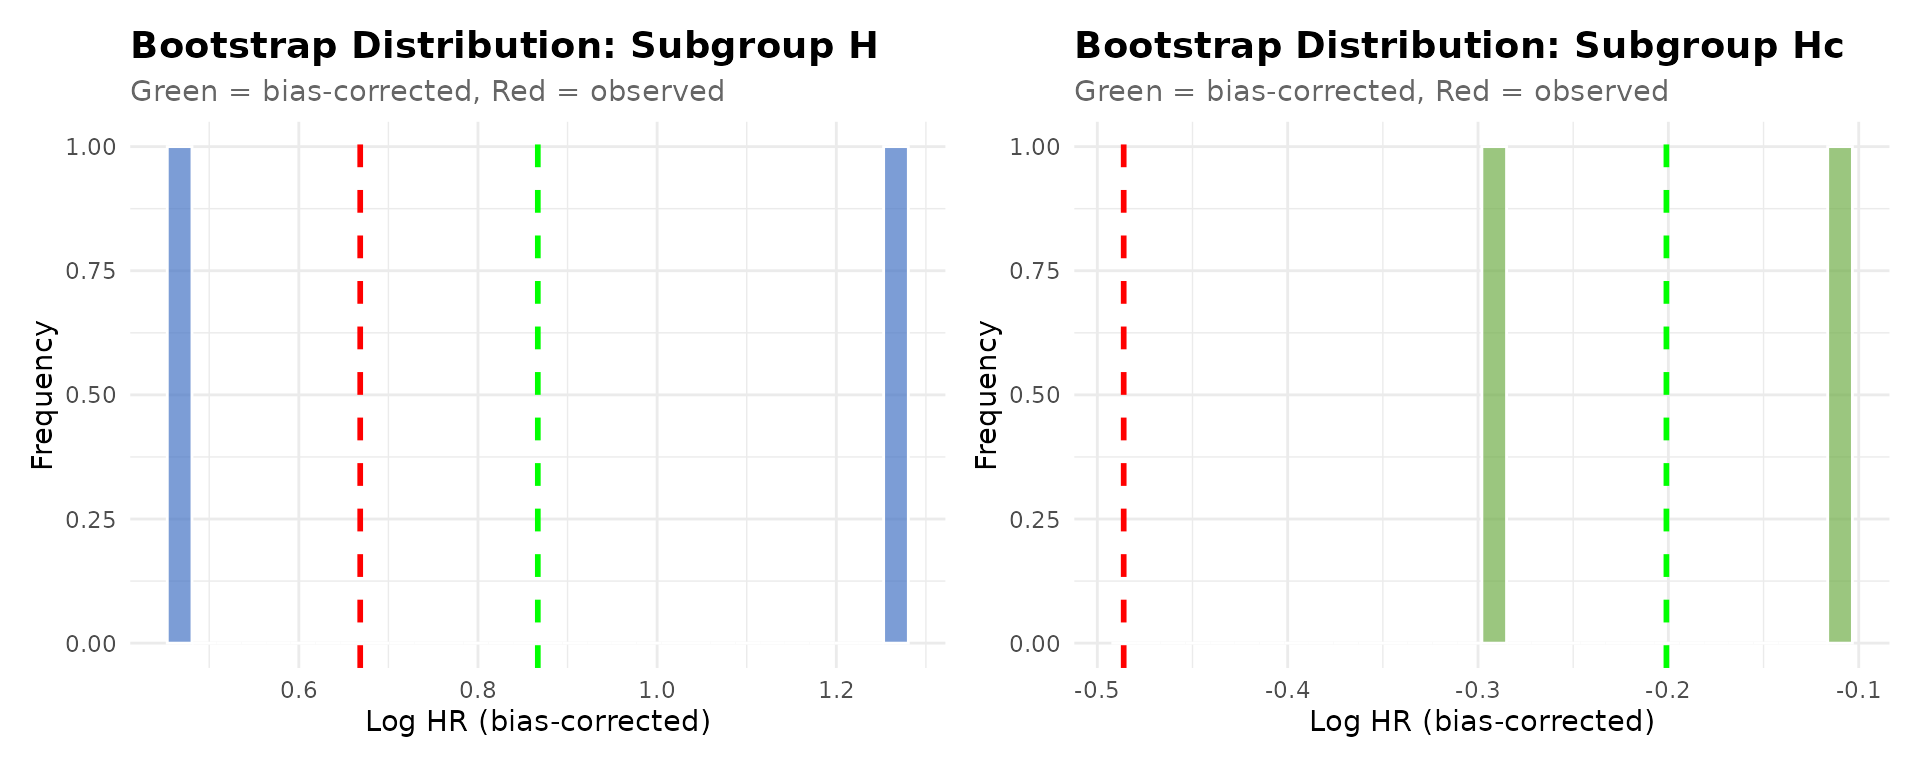 Bootstrap Distribution: Subgroup H
Green = bias-corrected, Red = observed
1.00
0.75
0.50
0.25
0.00
Frequency
0.6
0.8
1.0
1.2
Log HR (bias-corrected)
Bootstrap Distribution: Subgroup Hc
Green = bias-corrected, Red = observed
1.00
0.75
0.50
0.25
0.00
Frequency
-0.5
-0.4
-0.3
-0.2
-0.1
Log HR (bias-corrected)